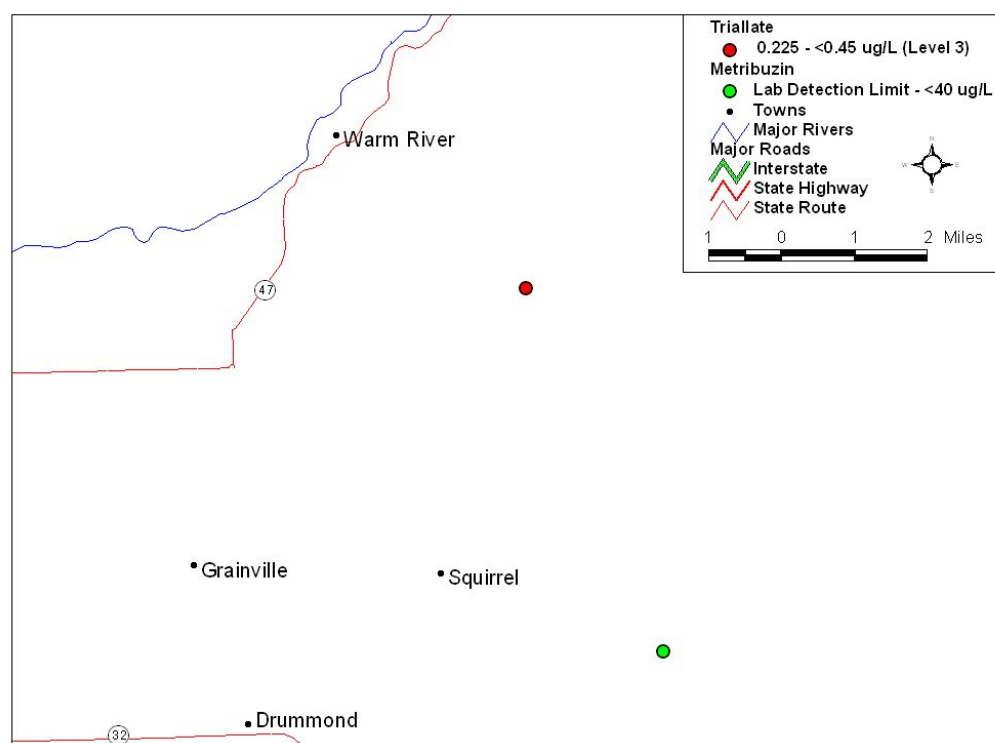 Triallate
0.225 - <0.45 ug/L (Level 3)
Metribuzin
Lab Detection Limit - <40 ug/L
Towns
Major Rivers
Major Roads
Interstate
State Highway
State Route
N
W E
S
1 0 1 2 Miles
Warm River
47
Grainville
Squirrel
Drummond
32